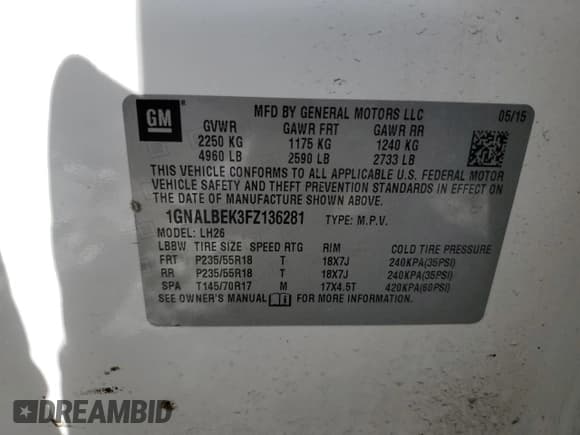 GM
MFD BY GENERAL MOTORS LLC 05/15
GVWR GAWR FRT GAWR RR
2250 KG 1175 KG 1240 KG
4960 LB 2590 LB 2733 LB
THIS VEHICLE CONFORMS TO ALL APPLICABLE U.S. FEDERAL MOTOR
VEHICLE SAFETY AND THEFT PREVENTION STANDARDS IN EFFECT ON
THE DATE OF MANUFACTURE SHOWN ABOVE.
1GNALBEK3FZ136281 TYPE: M.P.V.
MODEL: LH26
LBBW TIRE SIZE SPEED RTG RIM COLD TIRE PRESSURE
FRT P235/55R18 T 18X7J 240KPA(35PSI)
RR P235/55R18 T 18X7J 240KPA(35PSI)
SPA T145/70R17 M 17X4.5T 420KPA(60PSI)
SEE OWNER'S MANUAL FOR MORE INFORMATION.
DREAMBID